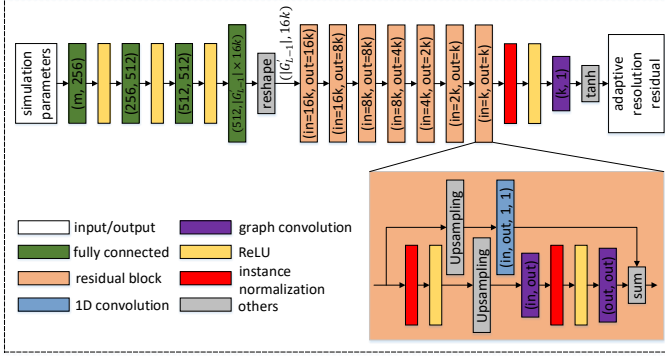 simulation
parameters
(m, 256)
(256, 512)
(512, 512)
(512, |G_{L-1}| × 16k)
reshape
(|G'_{L-1}|, 16k)
(in=16k, out=16k)
(in=16k, out=8k)
(in=8k, out=8k)
(in=8k, out=4k)
(in=4k, out=2k)
(in=2k, out=k)
(in=k, out=k)
(k, 1)
tanh
adaptive
resolution
residual
input/output
graph convolution
fully connected
ReLU
residual block
instance
normalization
1D convolution
others
Upsampling
(in, out, 1, 1)
Upsampling
(in, out)
(out, out)
sum